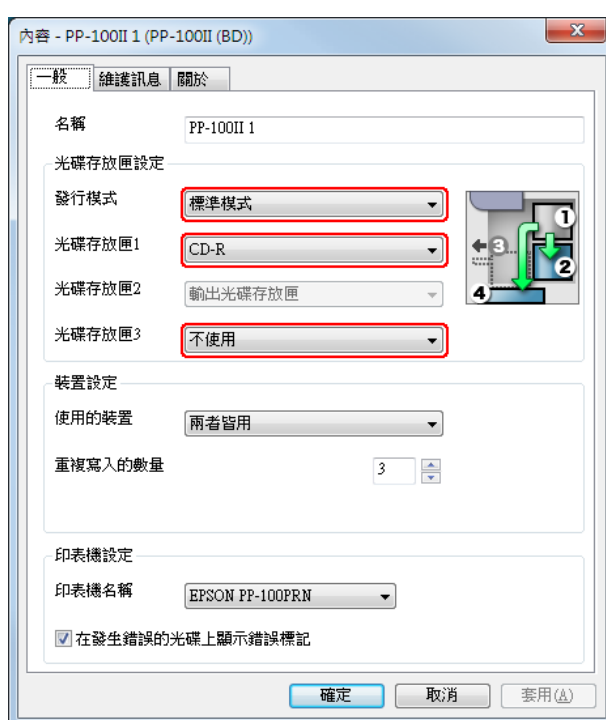 內容 - PP-100II 1 (PP-100II (BD))
一般 維護訊息 關於
名稱 PP-100II 1
光碟存放匣設定
發行模式 標準模式
光碟存放匣1 CD-R
光碟存放匣2 輸出光碟存放匣
光碟存放匣3 不使用
1
3
2
4
裝置設定
使用的裝置 兩者皆用
重複寫入的數量 3
印表機設定
印表機名稱 EPSON PP-100PRN
在發生錯誤的光碟上顯示錯誤標記
確定 取消 套用(A)